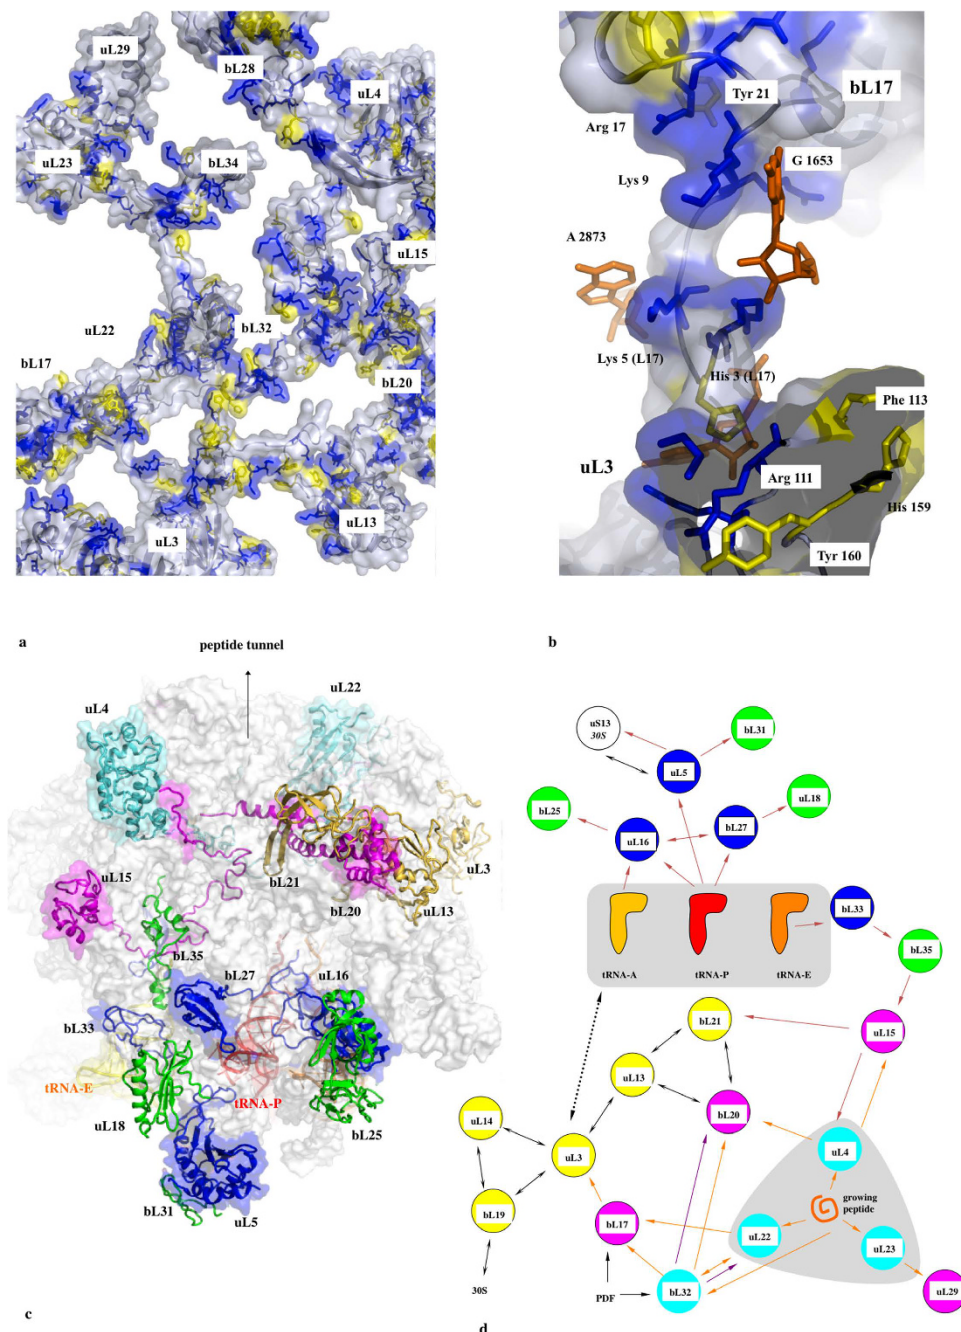 uL29
bL28
uL4
uL23
bL34
uL15
uL22
bL32
bL17
bL20
uL3
uL13
a
Tyr 21
bL17
Arg 17
G 1653
Lys 9
A 2873
Lys 5 (L17)
His 3 (L17)
Phe 113
uL3
Arg 111
His 159
Tyr 160
b
peptide tunnel
uL4
uL22
uL15
bL21
uL3
bL20
uL13
bL35
bL27
uL16
bL33
tRNA-E
tRNA-P
uL18
bL25
bL31
uL5
c
uS13
30S
bL31
uL5
bL25
uL18
bL27
uL16
bL33
tRNA-A
tRNA-P
tRNA-E
bL35
bL21
uL15
uL13
bL20
uL14
uL4
uL3
growing
peptide
bL19
bL17
uL22
uL23
30S
PDF
bL32
uL29
d